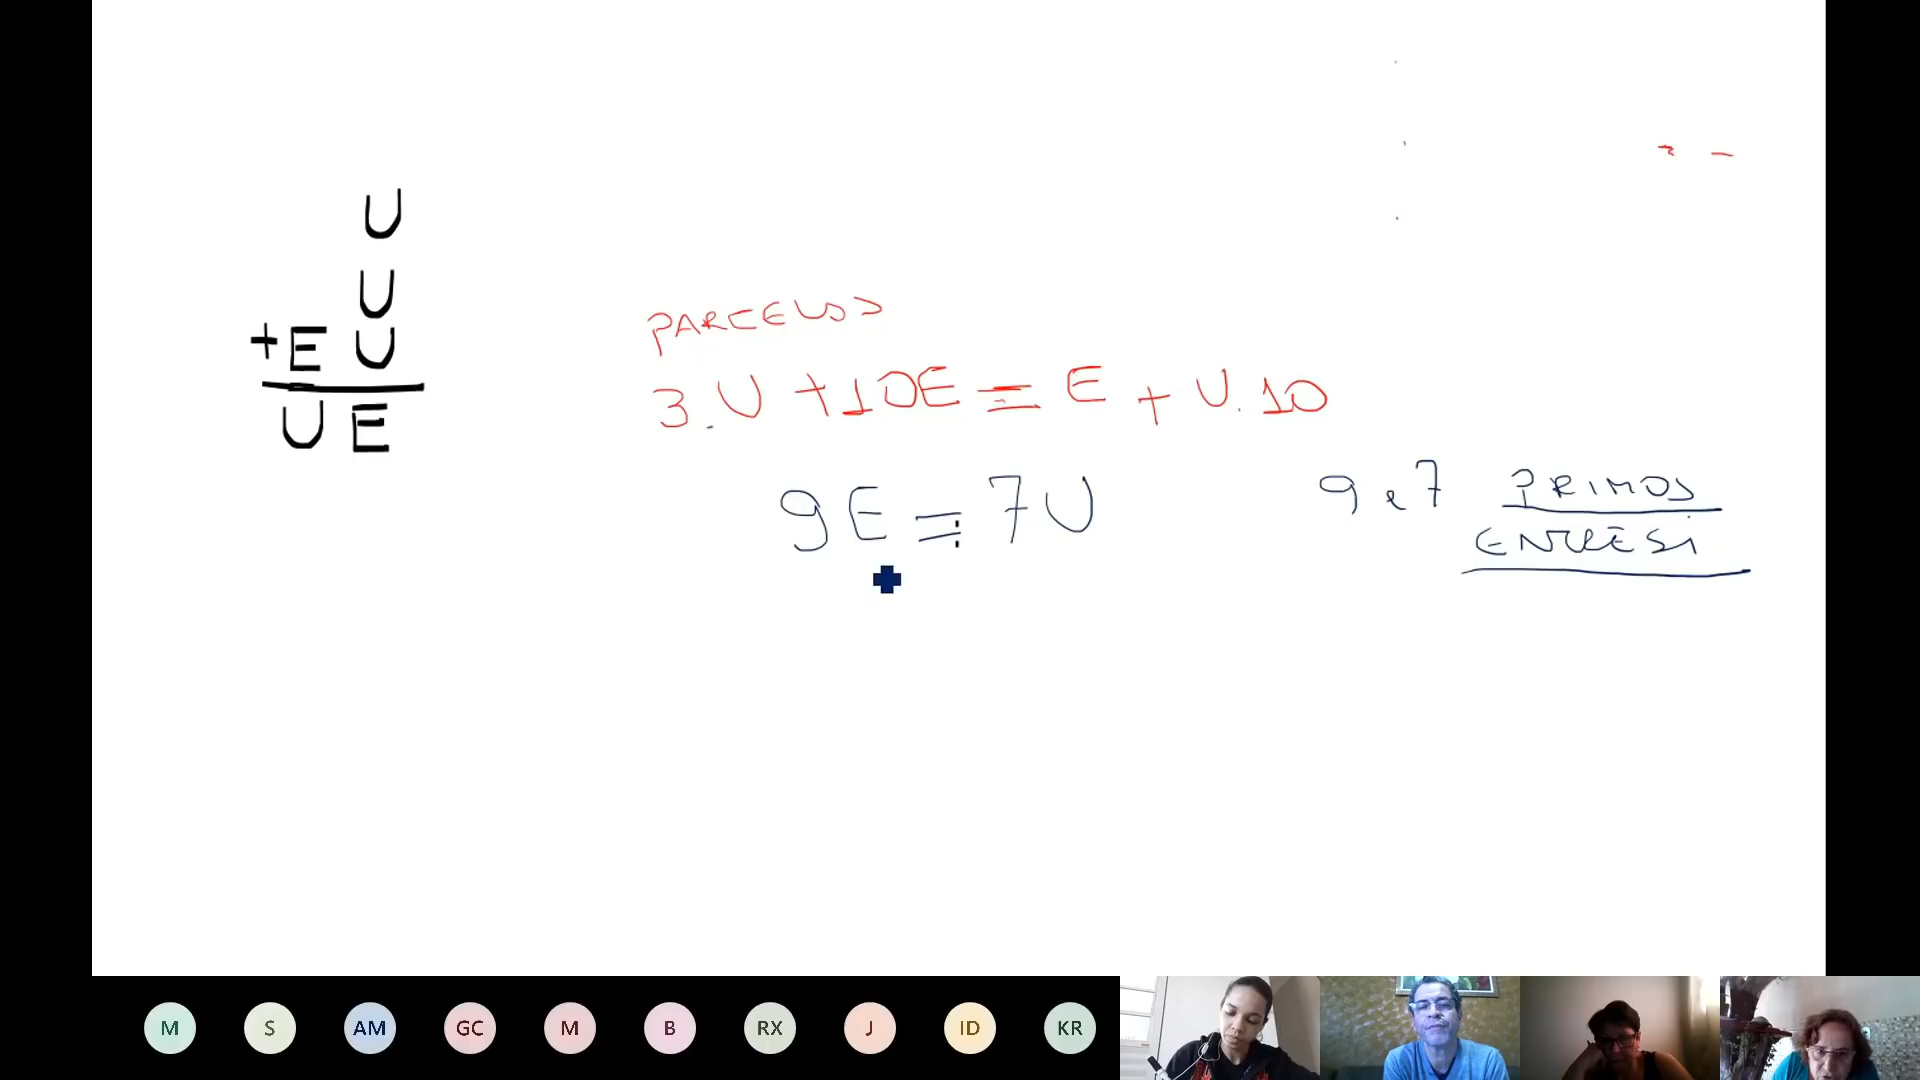 U
U
+ E U
U E
PARCELAS
3.U + 10E = E + U.10
9E = 7U
9 e 7 PRIMOS
ENTRE SI
M S AM GC M B RX J ID KR